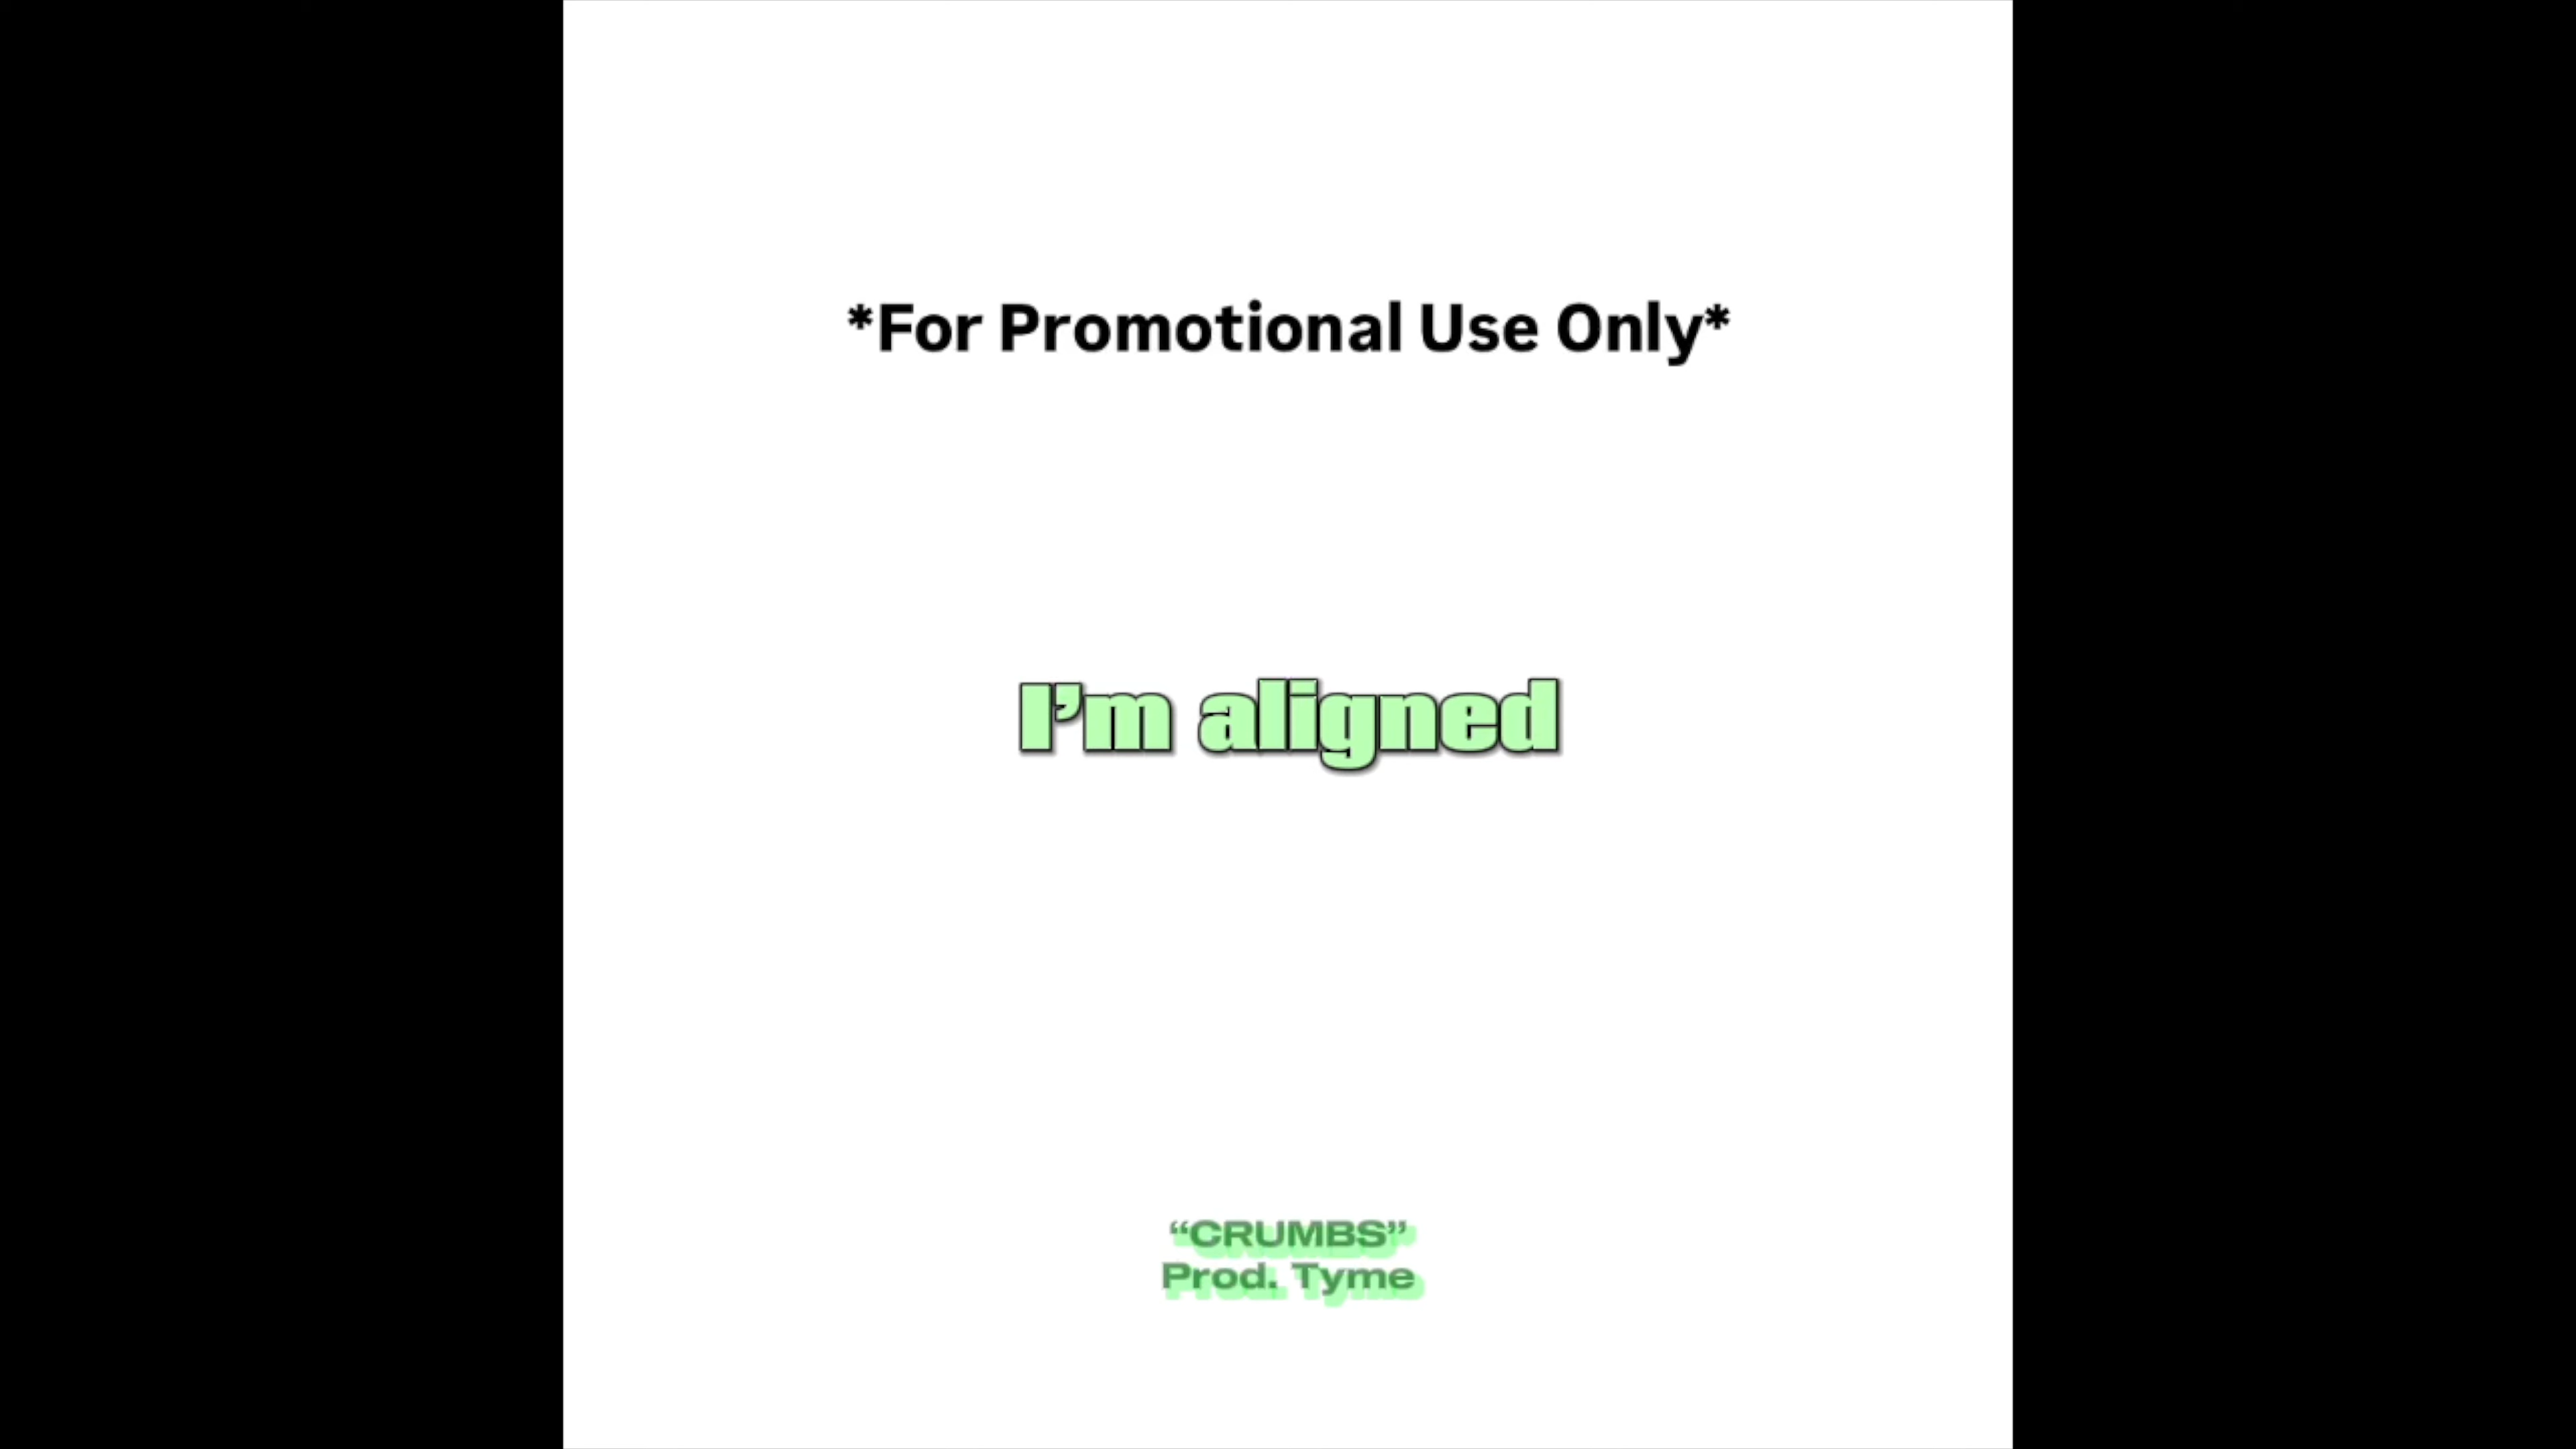 *For Promotional Use Only*
I’m aligned
“CRUMBS”
Prod. Tyme